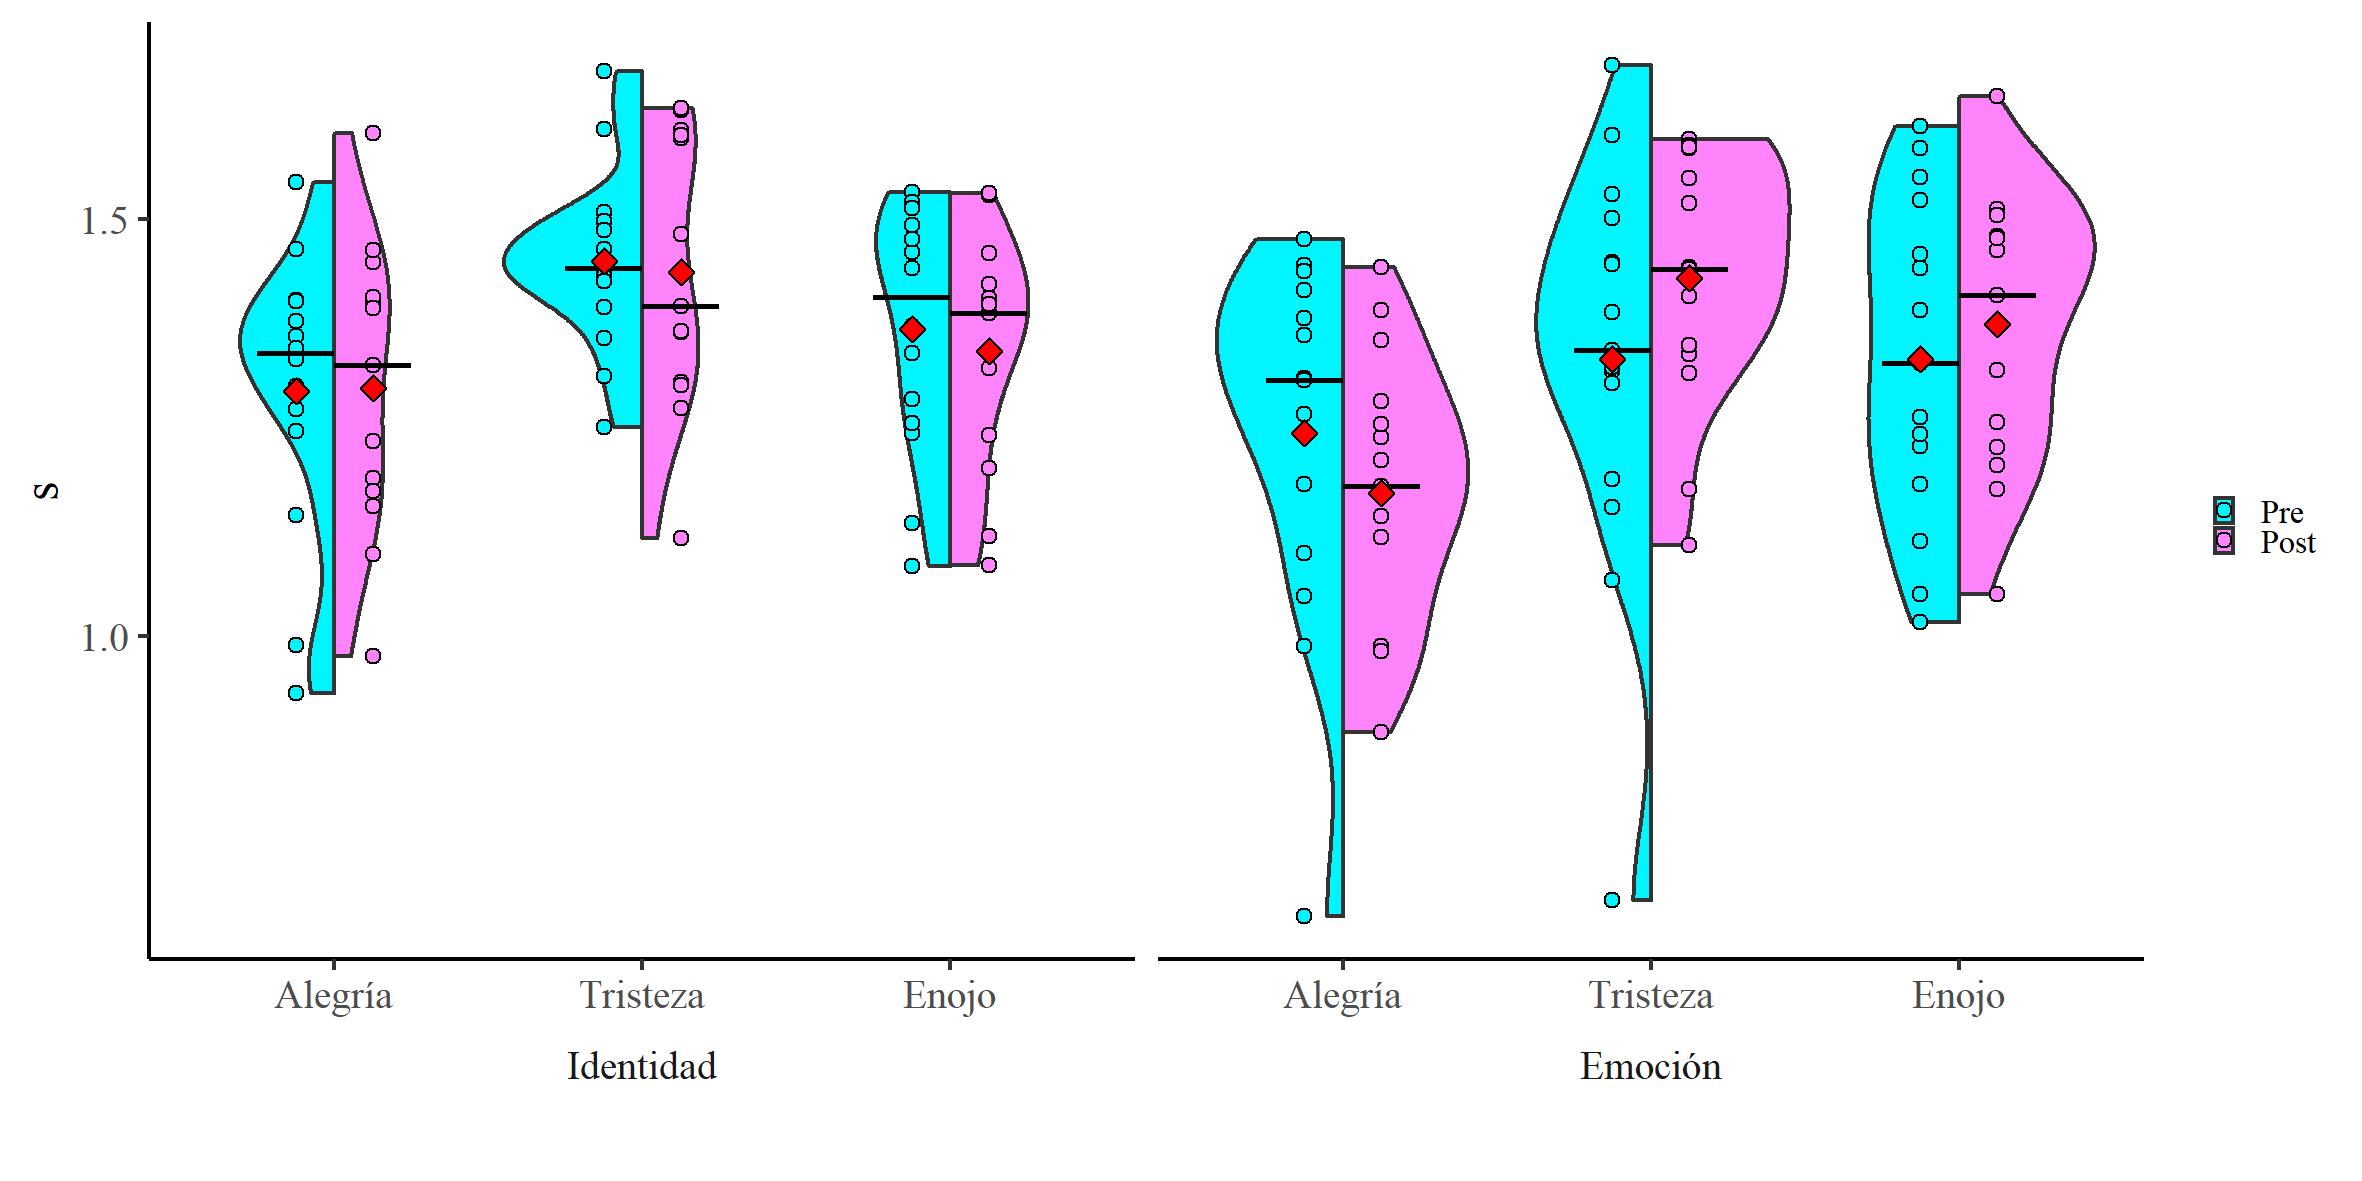 s
1.5
1.0
Alegría Tristeza Enojo Alegría Tristeza Enojo
Identidad Emoción
Pre
Post